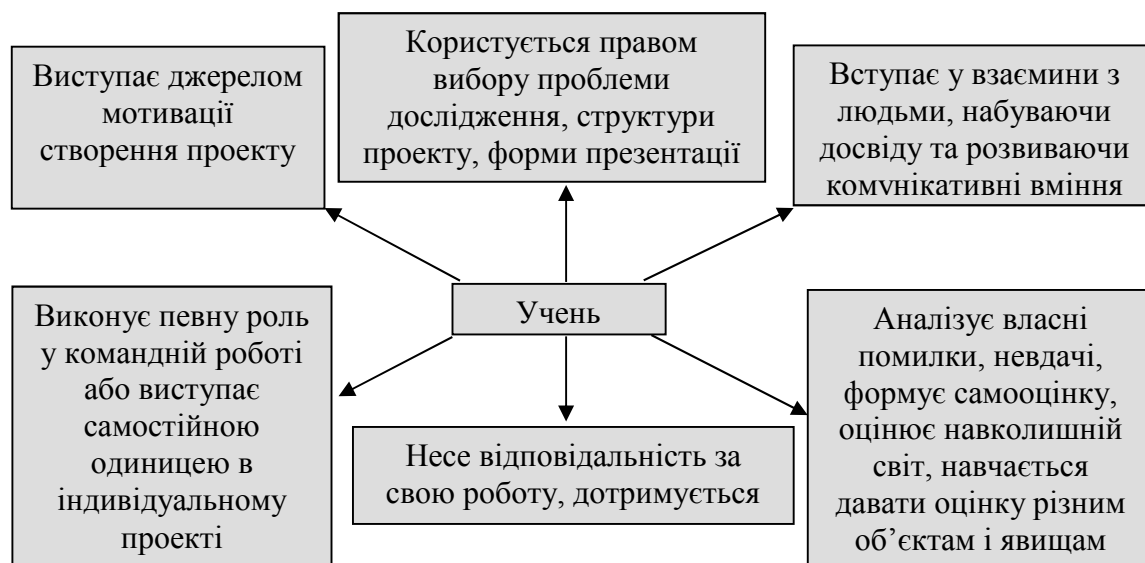 Виступає джерелом
мотивації
створення проекту
Користується правом
вибору проблеми
дослідження, структури
проекту, форми презентації
Вступає у взаємини з
людьми, набуваючи
досвіду та розвиваючи
комунікативні вміння
Учень
Виконує певну роль
у командній роботі
або виступає
самостійною
одиницею в
індивідуальному
проекті
Несе відповідальність за
свою роботу, дотримується
Аналізує власні
помилки, невдачі,
формує самооцінку,
оцінює навколишній
світ, навчається
давати оцінку різним
об’єктам і явищам